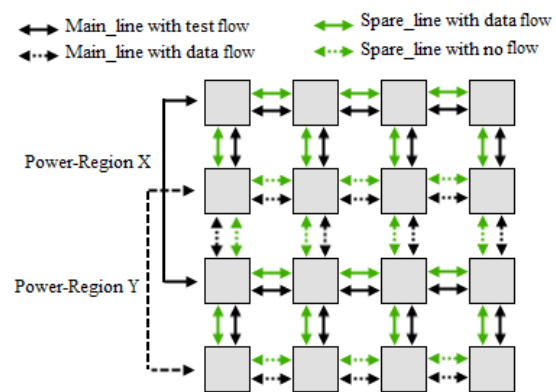 Main_line with test flow
Spare_line with data flow
Main_line with data flow
Spare_line with no flow
Power-Region X
Power-Region Y